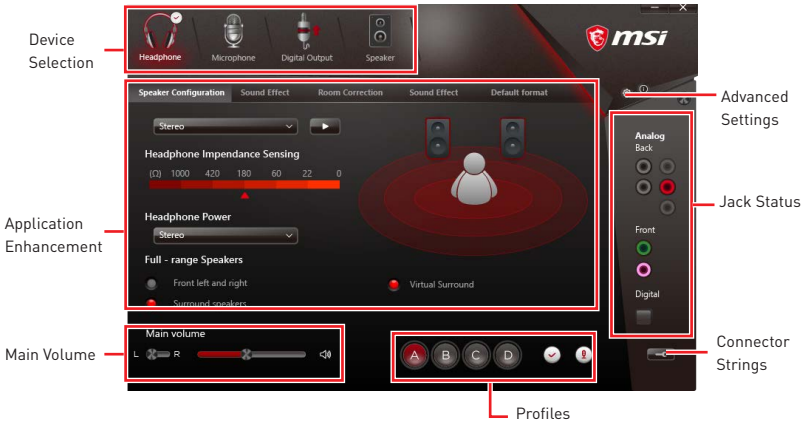 Device
Selection
Headphone
Microphone
Digital Output
Speaker
msi
Speaker Configuration
Sound Effect
Room Correction
Sound Effect
Default format
Advanced
Settings
Stereo
Headphone Impendance Sensing
(Ω) 1000 420 180 60 22 0
Headphone Power
Stereo
Full - range Speakers
Front left and right
Surround speakers
Virtual Surround
Application
Enhancement
Analog
Back
Front
Digital
Jack Status
Main volume
L R
Main Volume
A B C D
Profiles
Connector
Strings